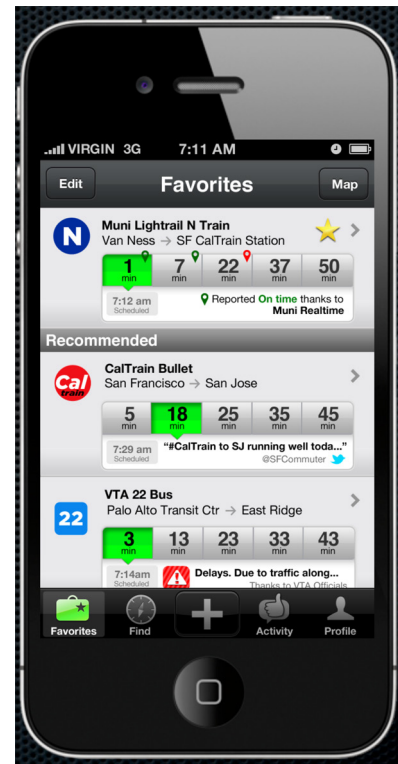 VIRGIN 3G 7:11 AM
Edit Favorites Map
N Muni Lightrail N Train
Van Ness → SF CalTrain Station
1 7 22 37 50
min min min min min
7:12 am Reported On time thanks to
Scheduled Muni Realtime
Recommended
CalTrain Bullet
Cal San Francisco → San Jose
train
5 18 25 35 45
min min min min min
7:29 am "#CalTrain to SJ running well toda..."
Scheduled @SFCommuter
VTA 22 Bus
22 Palo Alto Transit Ctr → East Ridge
3 13 23 33 43
min min min min min
7:14am Delays. Due to traffic along...
Scheduled Thanks to VTA Officials
Favorites Find Activity Profile